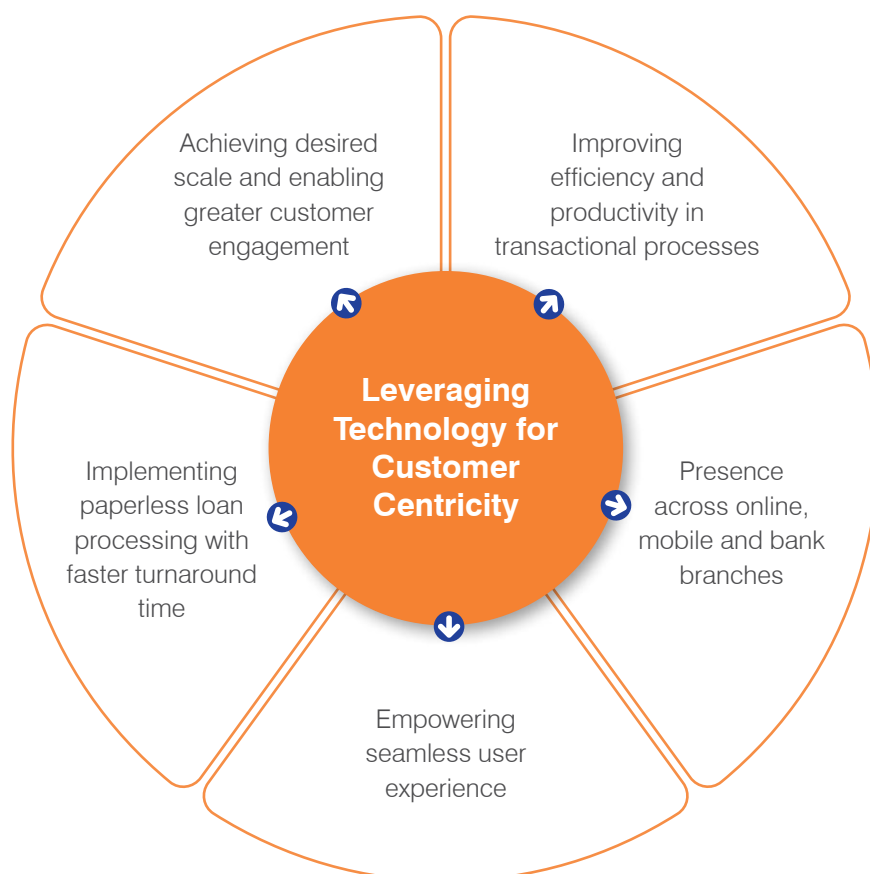 Achieving desired
scale and enabling
greater customer
engagement
Improving
efficiency and
productivity in
transactional processes
Leveraging
Technology for
Customer
Centricity
Implementing
paperless loan
processing with
faster turnaround
time
Presence
across online,
mobile and bank
branches
Empowering
seamless user
experience